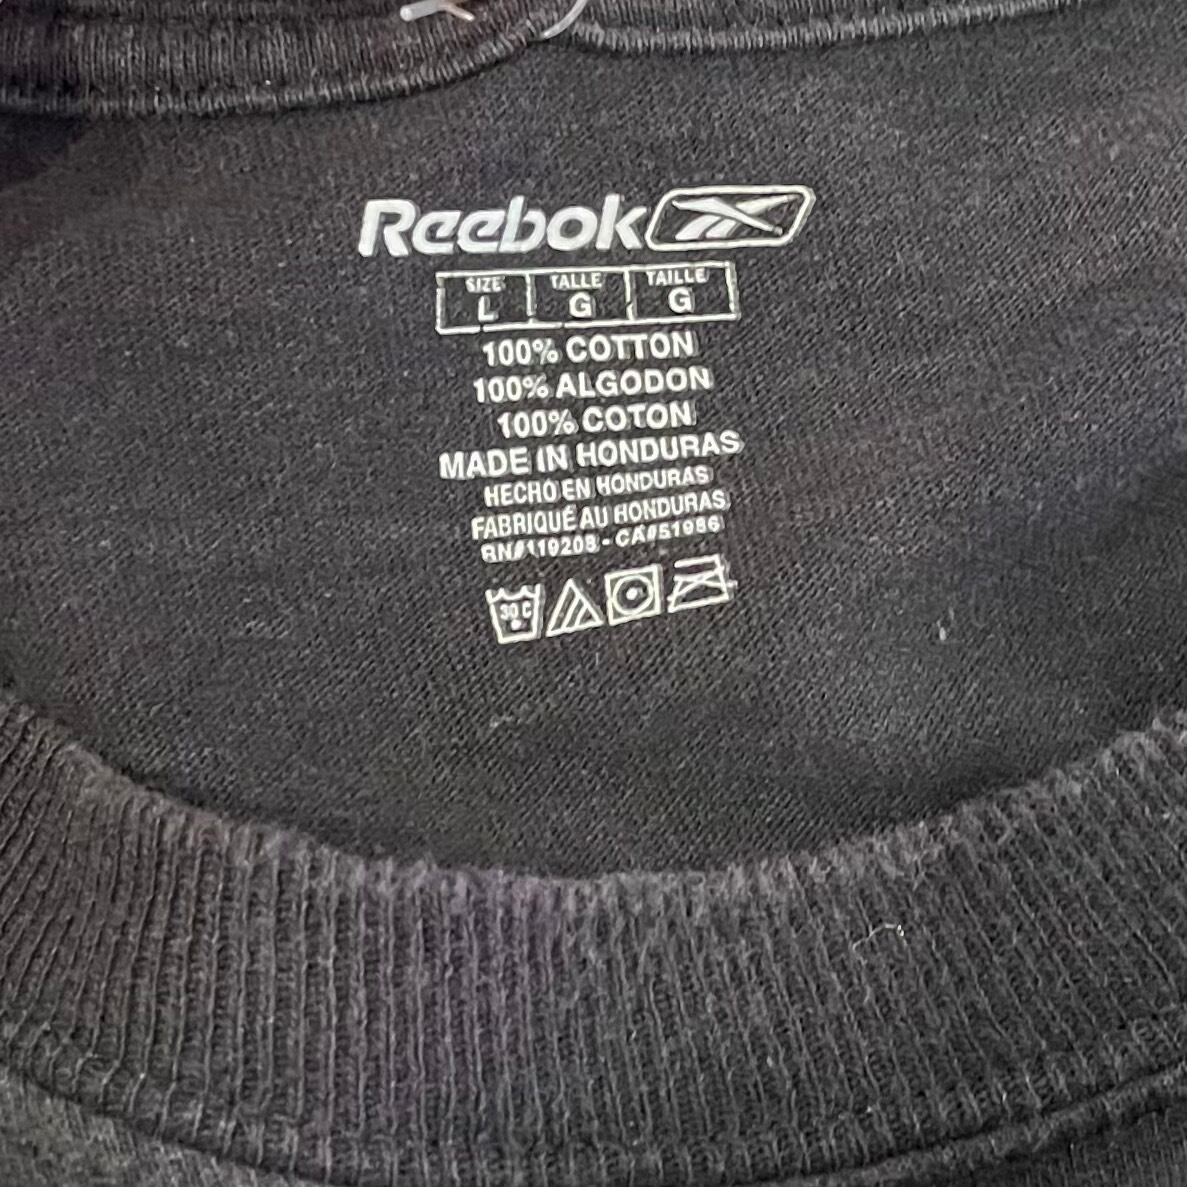 Reebok
SIZE TALLE TAILLE
L G G
100% COTTON
100% ALGODON
100% COTON
MADE IN HONDURAS
HECHO EN HONDURAS
FABRIQUÉ AU HONDURAS
RN#119208 - CA#51986
30 C